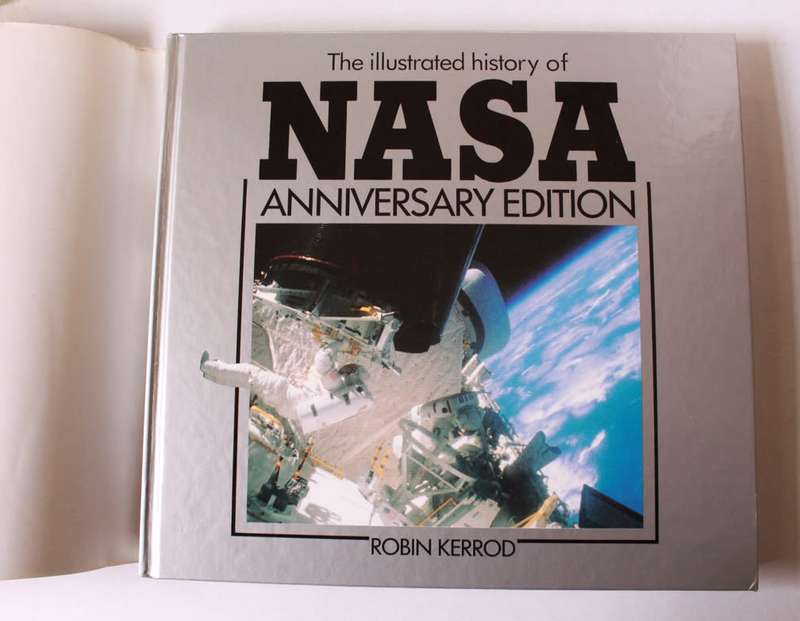 The illustrated history of
NASA
ANNIVERSARY EDITION
ROBIN KERROD